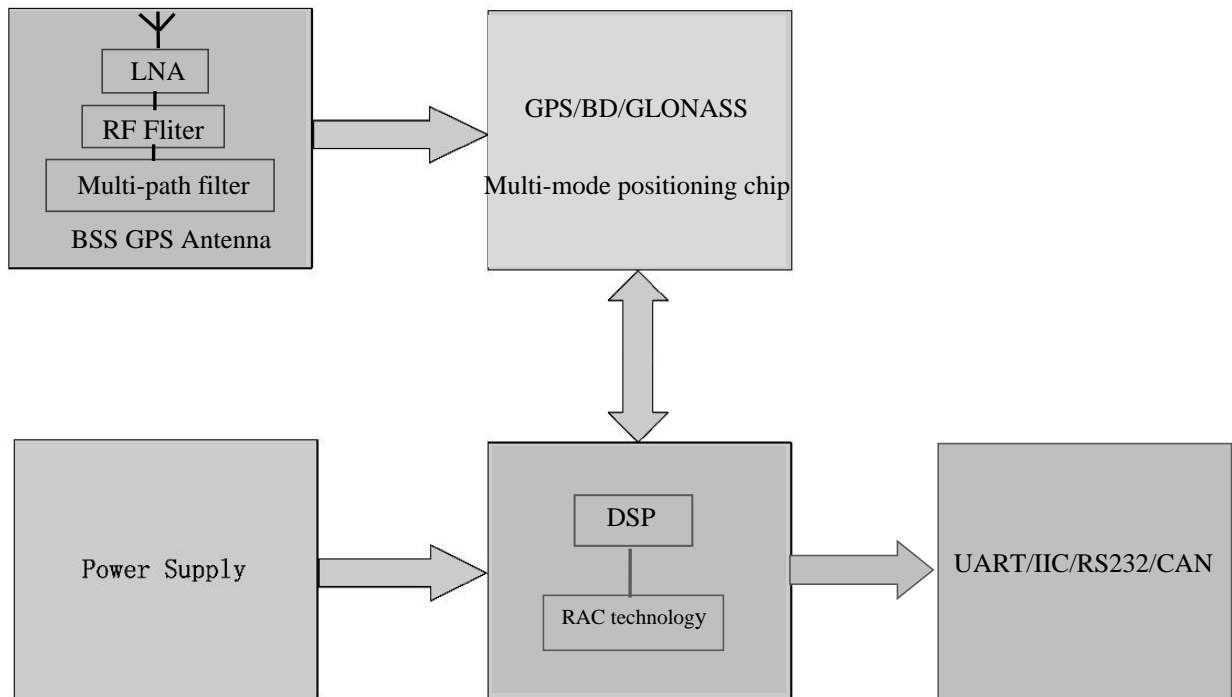 LNA
RF Fliter
Multi-path filter
BSS GPS Antenna
GPS/BD/GLONASS
Multi-mode positioning chip
Power Supply
DSP
RAC technology
UART/IIC/RS232/CAN